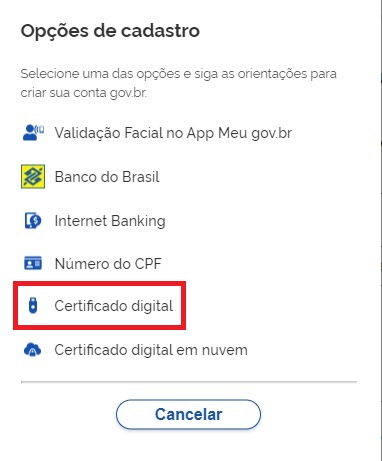 Opções de cadastro
Selecione uma das opções e siga as orientações para
criar sua conta gov.br.
Validação Facial no App Meu gov.br
Banco do Brasil
Internet Banking
Número do CPF
Certificado digital
Certificado digital em nuvem
Cancelar